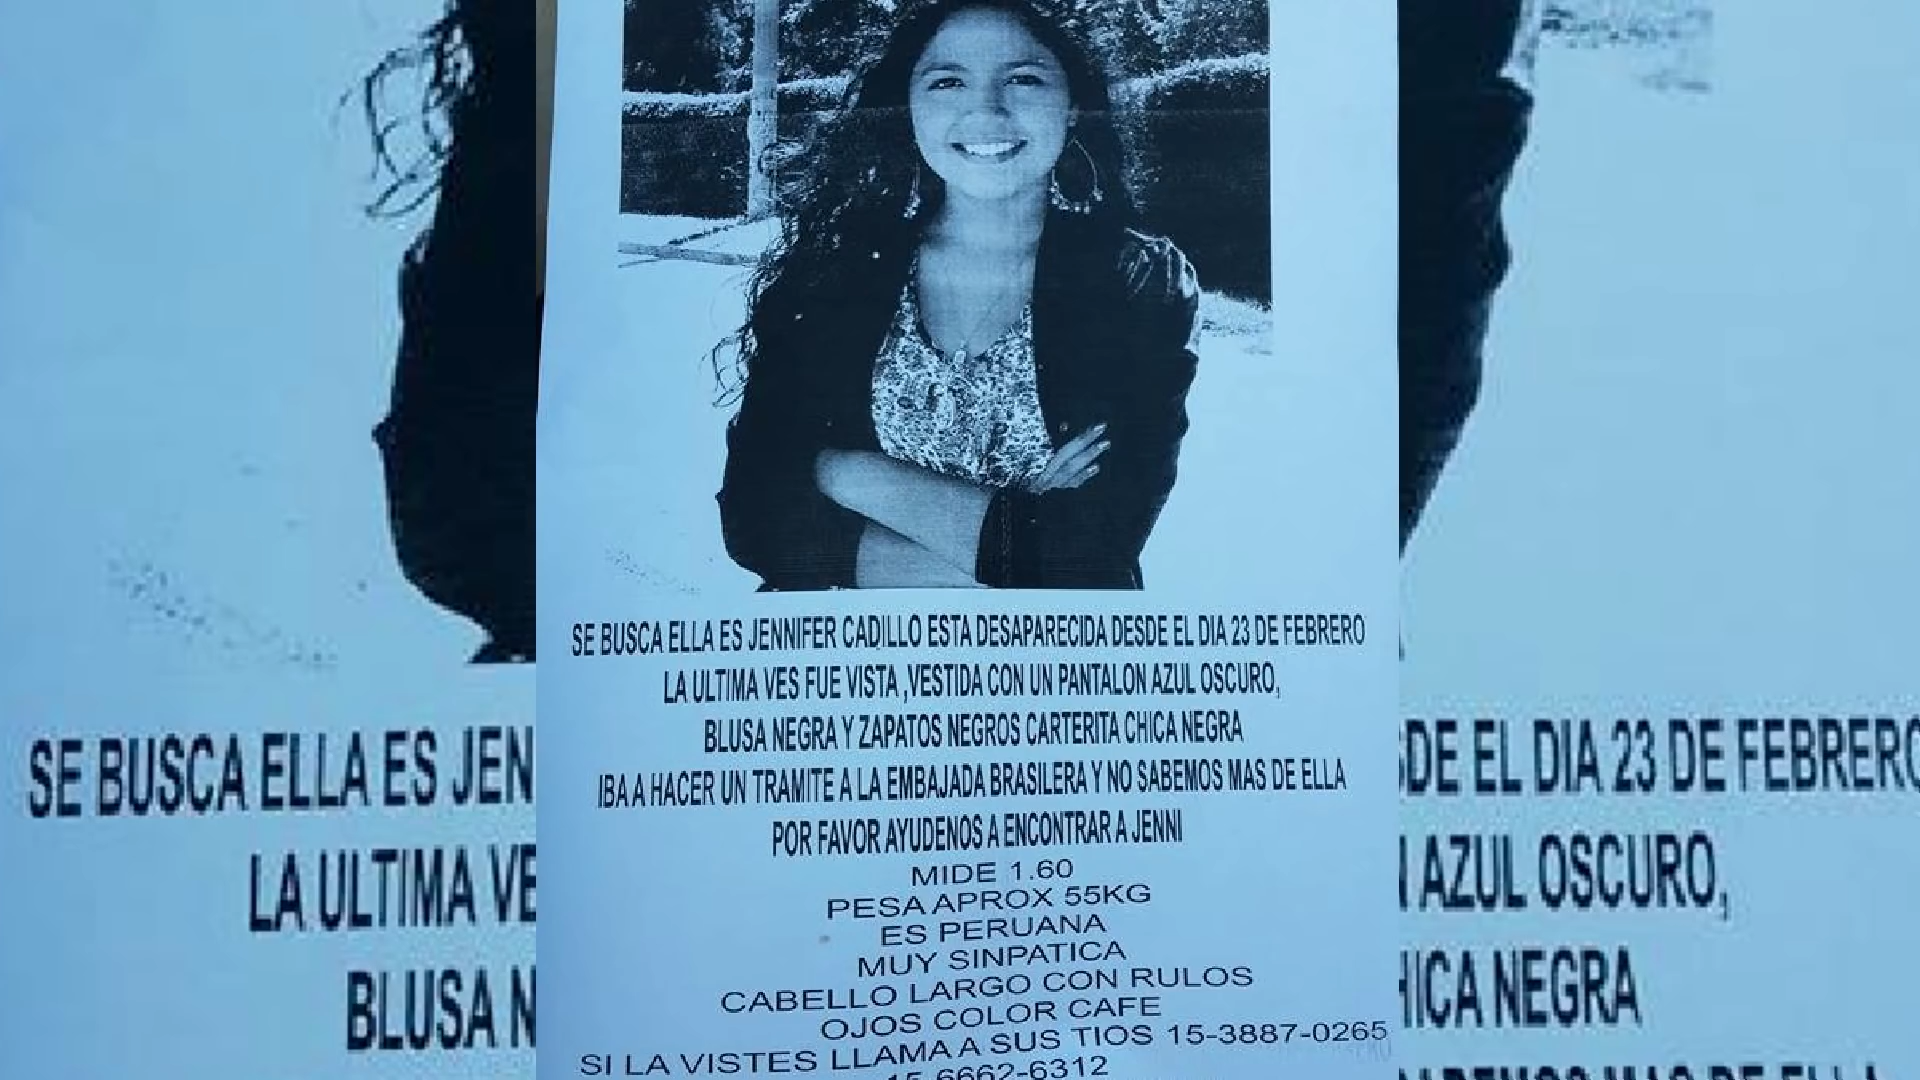 SE BUSCA ELLA ES JENNIFER CADILLO ESTA DESAPARECIDA DESDE EL DIA 23 DE FEBRERO
LA ULTIMA VES FUE VISTA ,VESTIDA CON UN PANTALON AZUL OSCURO,
BLUSA NEGRA Y ZAPATOS NEGROS CARTERITA CHICA NEGRA
IBA A HACER UN TRAMITE A LA EMBAJADA BRASILERA Y NO SABEMOS MAS DE ELLA
POR FAVOR AYUDENOS A ENCONTRAR A JENNI
MIDE 1.60
PESA APROX 55KG
ES PERUANA
MUY SINPATICA
CABELLO LARGO CON RULOS
OJOS COLOR CAFE
SI LA VISTES LLAMA A SUS TIOS 15-3887-0265
15-6662-6312
SE BUSCA ELLA ES JEN
LA ULTIMA VE
BLUSA N
DE EL DIA 23 DE FEBRERO
AZUL OSCURO,
HICA NEGRA
MAS DE ELLA